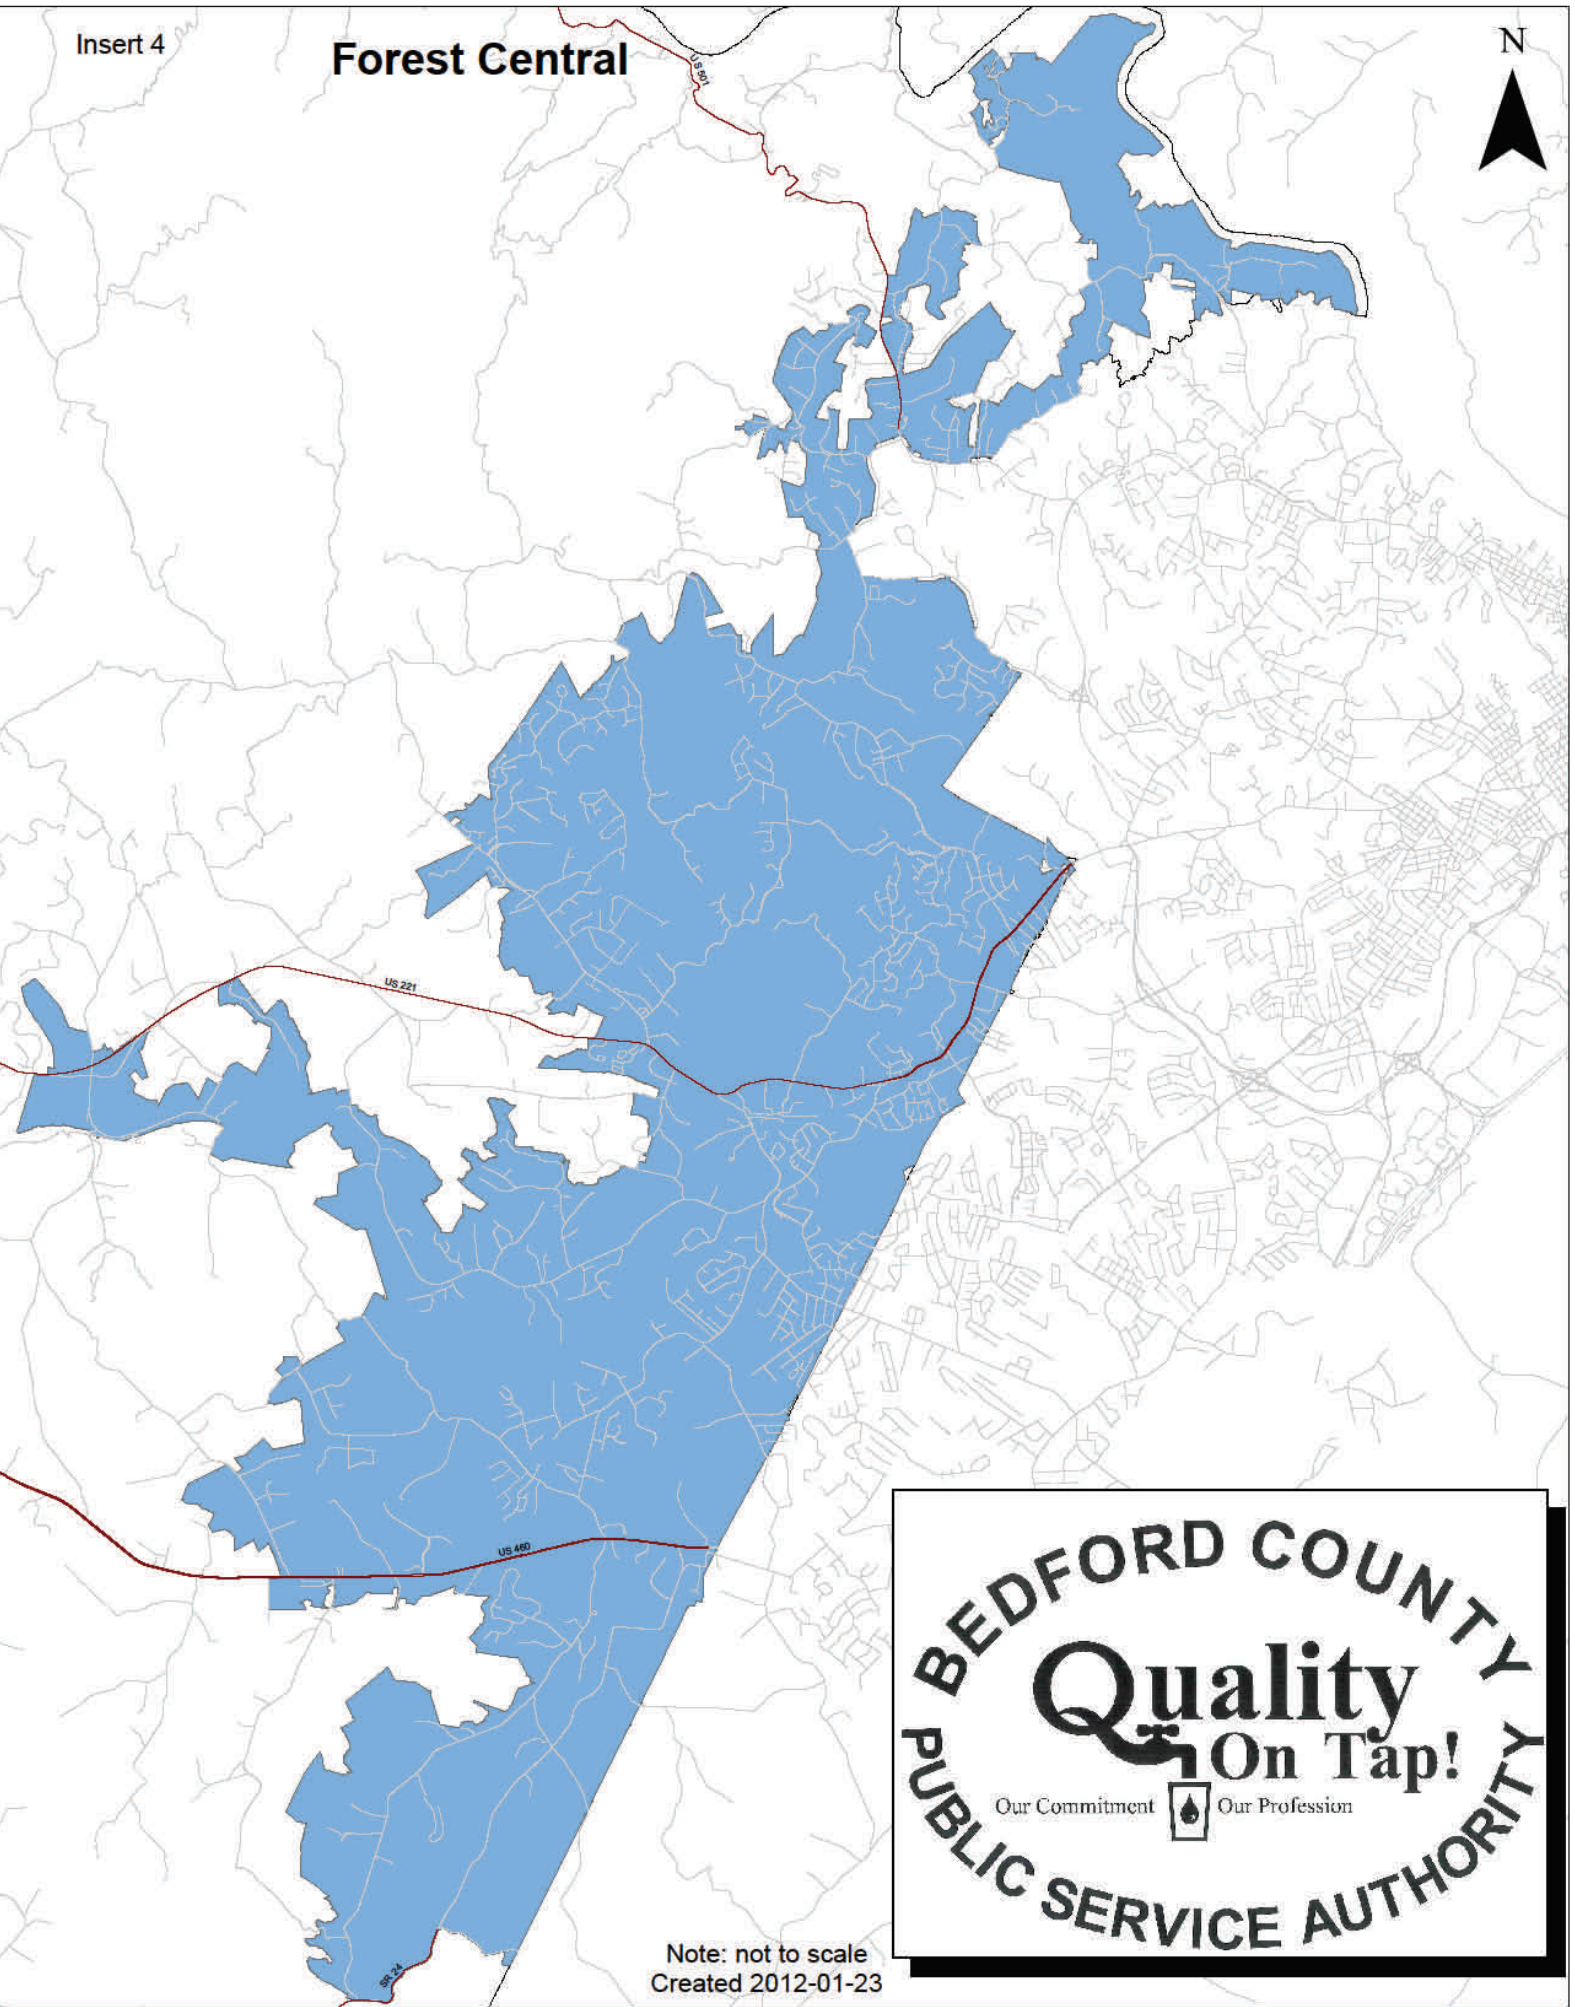 Insert 4
Forest Central
N
US 501
US 221
US 460
SR 24
BEDFORD COUNTY
Quality
On Tap!
Our Commitment Our Profession
PUBLIC SERVICE AUTHORITY
Note: not to scale
Created 2012-01-23